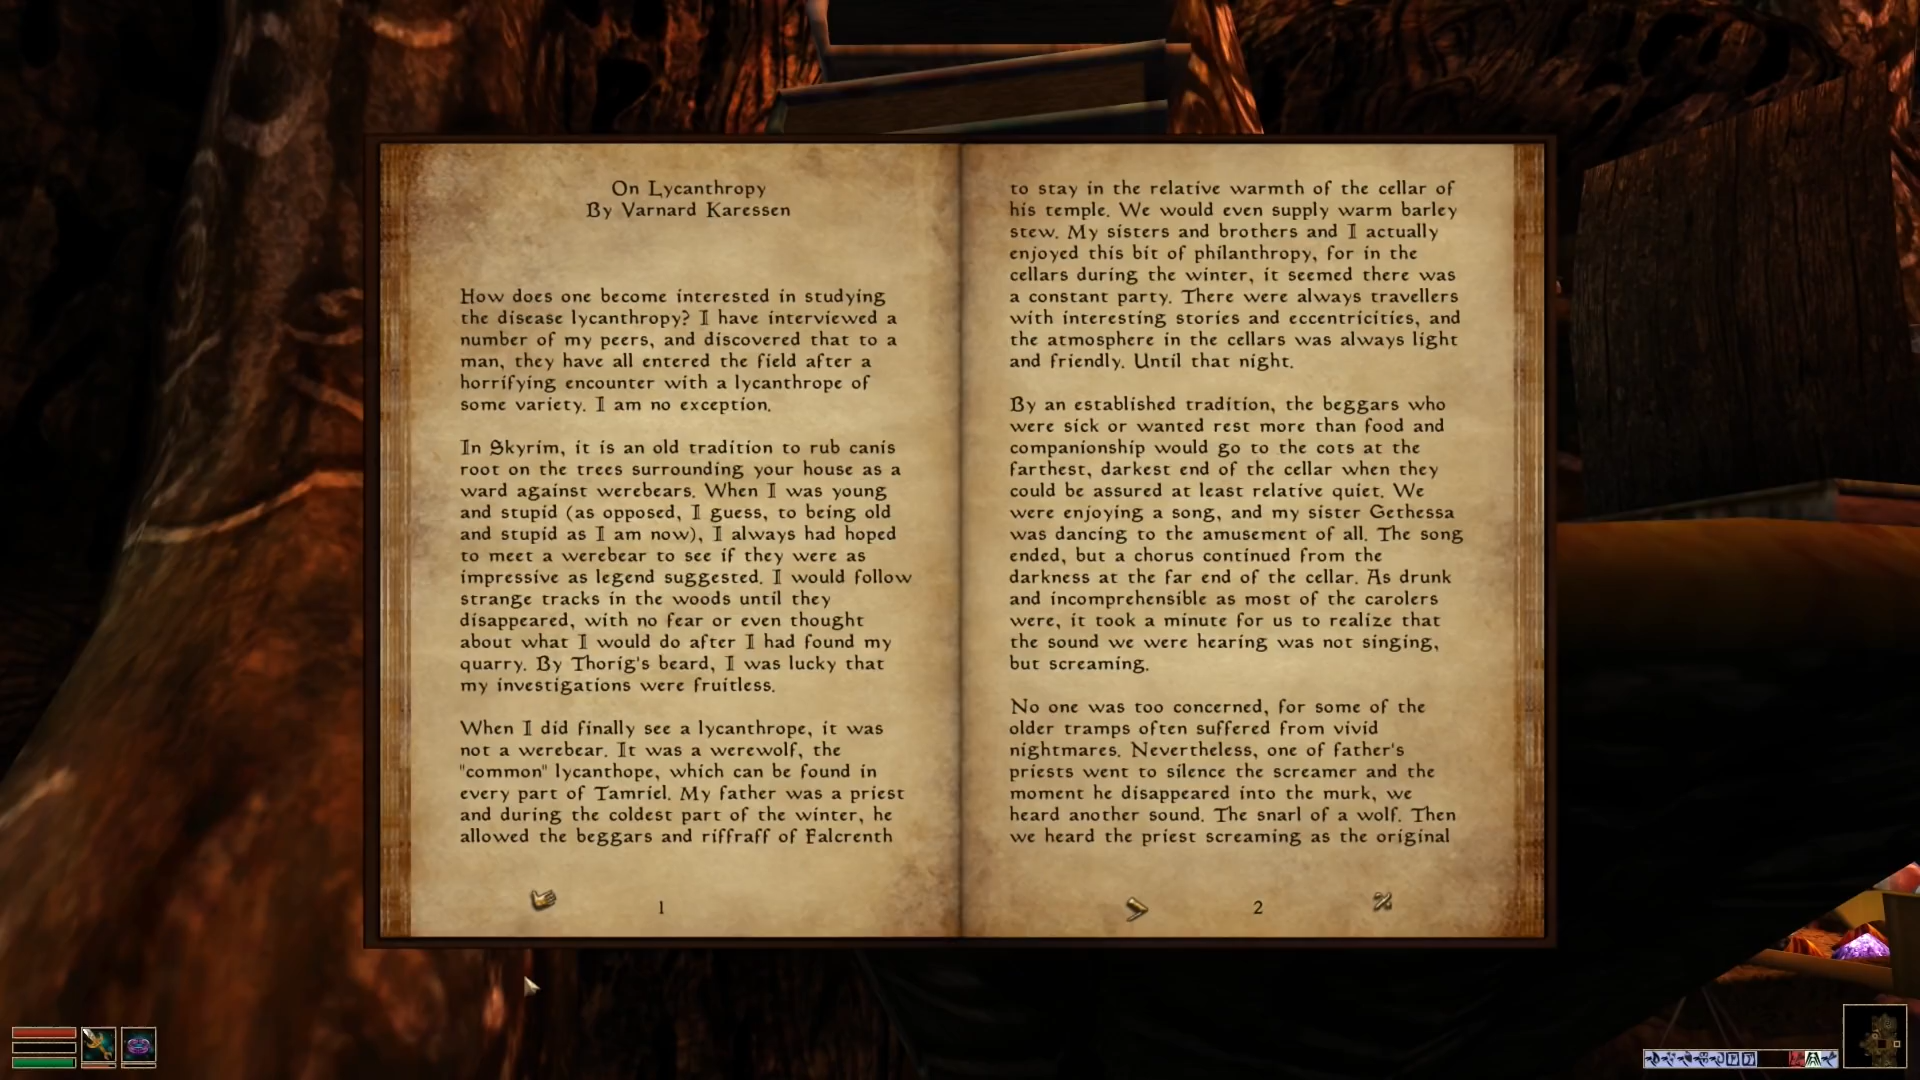 On Lycanthropy
By Varnard Karessen
How does one become interested in studying
the disease lycanthropy? I have interviewed a
number of my peers, and discovered that to a
man, they have all entered the field after a
horrifying encounter with a lycanthrope of
some variety. I am no exception.
In Skyrim, it is an old tradition to rub canis
root on the trees surrounding your house as a
ward against werebears. When I was young
and stupid (as opposed, I guess, to being old
and stupid as I am now), I always had hoped
to meet a werebear to see if they were as
impressive as legend suggested. I would follow
strange tracks in the woods until they
disappeared, with no fear or even thought
about what I would do after I had found my
quarry. By Thorig's beard, I was lucky that
my investigations were fruitless.
When I did finally see a lycanthrope, it was
not a werebear. It was a werewolf, the
"common" lycanthope, which can be found in
every part of Tamriel. My father was a priest
and during the coldest part of the winter, he
allowed the beggars and riffraff of Falcrenth
1
to stay in the relative warmth of the cellar of
his temple. We would even supply warm barley
stew. My sisters and brothers and I actually
enjoyed this bit of philanthropy, for in the
cellars during the winter, it seemed there was
a constant party. There were always travellers
with interesting stories and eccentricities, and
the atmosphere in the cellars was always light
and friendly. Until that night.
By an established tradition, the beggars who
were sick or wanted rest more than food and
companionship would go to the cots at the
farthest, darkest end of the cellar when they
could be assured at least relative quiet. We
were enjoying a song, and my sister Gethessa
was dancing to the amusement of all. The song
ended, but a chorus continued from the
darkness at the far end of the cellar. As drunk
and incomprehensible as most of the carolers
were, it took a minute for us to realize that
the sound we were hearing was not singing,
but screaming.
No one was too concerned, for some of the
older tramps often suffered from vivid
nightmares. Nevertheless, one of father's
priests went to silence the screamer and the
moment he disappeared into the murk, we
heard another sound. The snarl of a wolf. Then
we heard the priest screaming as the original
2